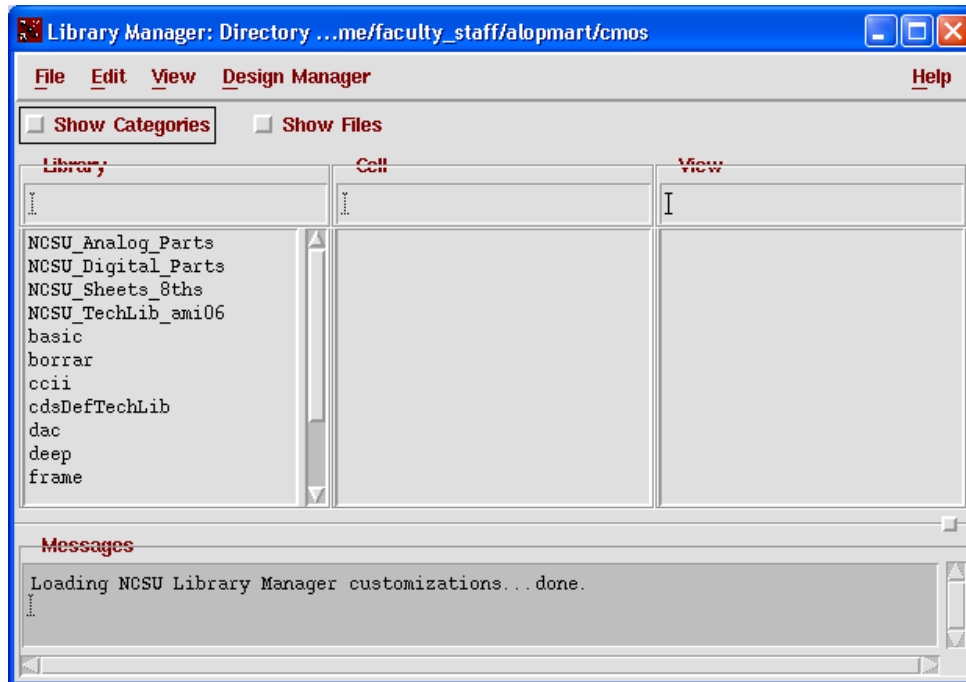 Library Manager: Directory ...me/faculty_staff/alopmart/cmos
File Edit View Design Manager Help
Show Categories Show Files
Library Cell View
NCSU_Analog_Parts
NCSU_Digital_Parts
NCSU_Sheets_8ths
NCSU_TechLib_ami06
basic
borrar
ccii
cdsDefTechLib
dac
deep
frame
Messages
Loading NCSU Library Manager customizations...done.